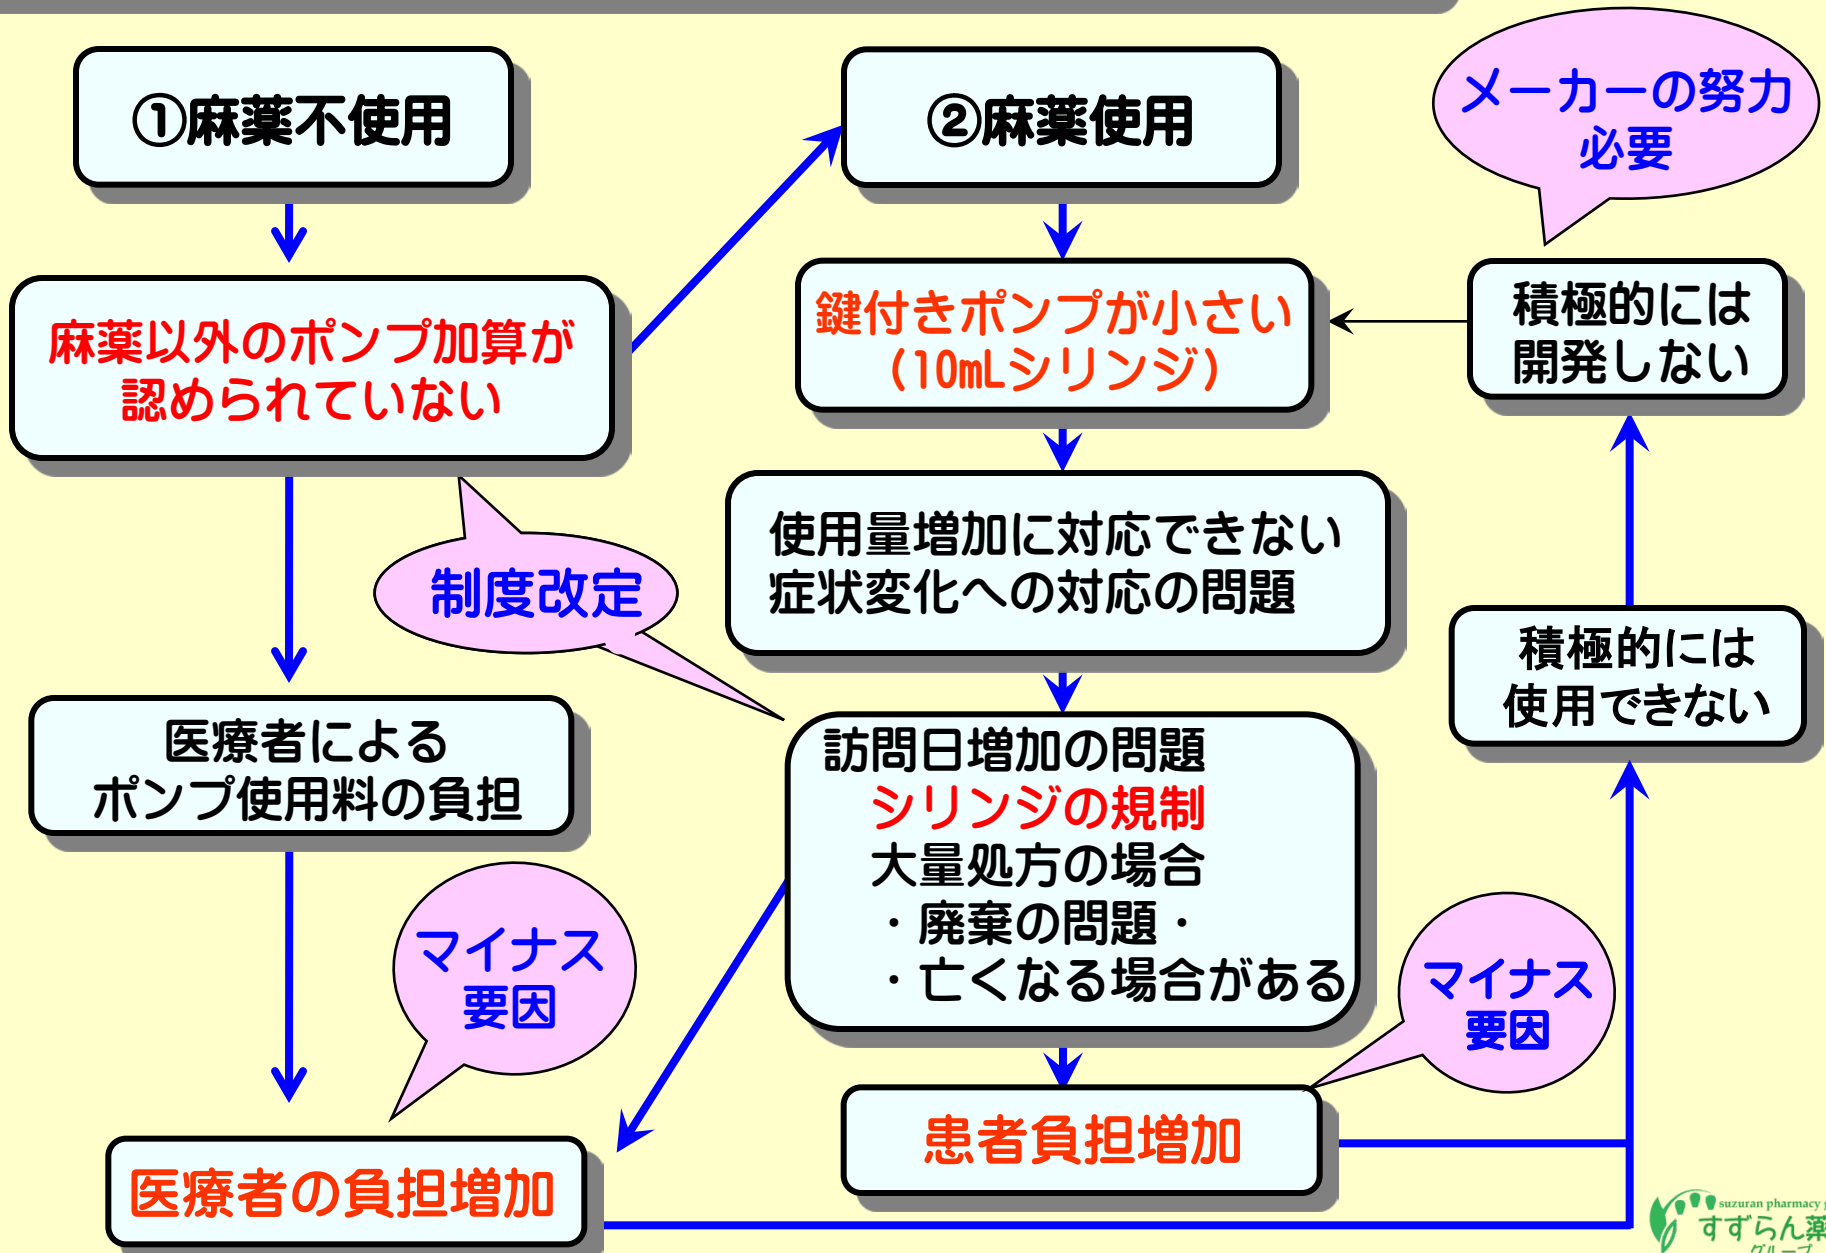 ①麻薬不使用
麻薬以外のポンプ加算が
認められていない
医療者による
ポンプ使用料の負担
医療者の負担増加
マイナス
要因
制度改定
②麻薬使用
鍵付きポンプが小さい
(10mLシリンジ)
使用量増加に対応できない
症状変化への対応の問題
訪問日増加の問題
シリンジの規制
大量処方の場合
・廃棄の問題・
・亡くなる場合がある
患者負担増加
マイナス
要因
メーカーの努力
必要
積極的には
開発しない
積極的には
使用できない
suzuran pharmacy g
すずらん薬
グループ